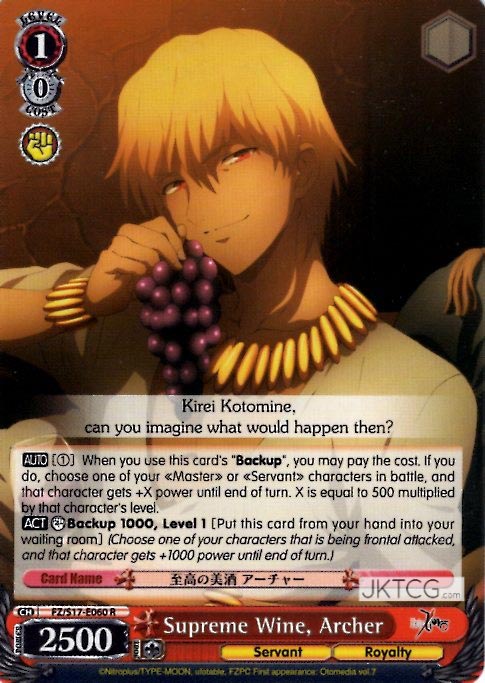 LEVEL
1
0
COST
Kirei Kotomine,
can you imagine what would happen then?
AUTO [①] When you use this card's "Backup", you may pay the cost. If you
do, choose one of your «Master» or «Servant» characters in battle, and
that character gets +X power until end of turn. X is equal to 500 multiplied
by that character's level.
ACT Backup 1000, Level 1 [Put this card from your hand into your
waiting room] (Choose one of your characters that is being frontal attacked,
and that character gets +1000 power until end of turn.)
Card Name 至高の美酒 アーチャー
JKTCG.com
CH FZ/S17-E060 R
POWER
2500
SOUL
Supreme Wine, Archer
Servant Royalty
©Nitroplus/TYPE-MOON, ufotable, FZPC First appearance: Otomedia vol.7